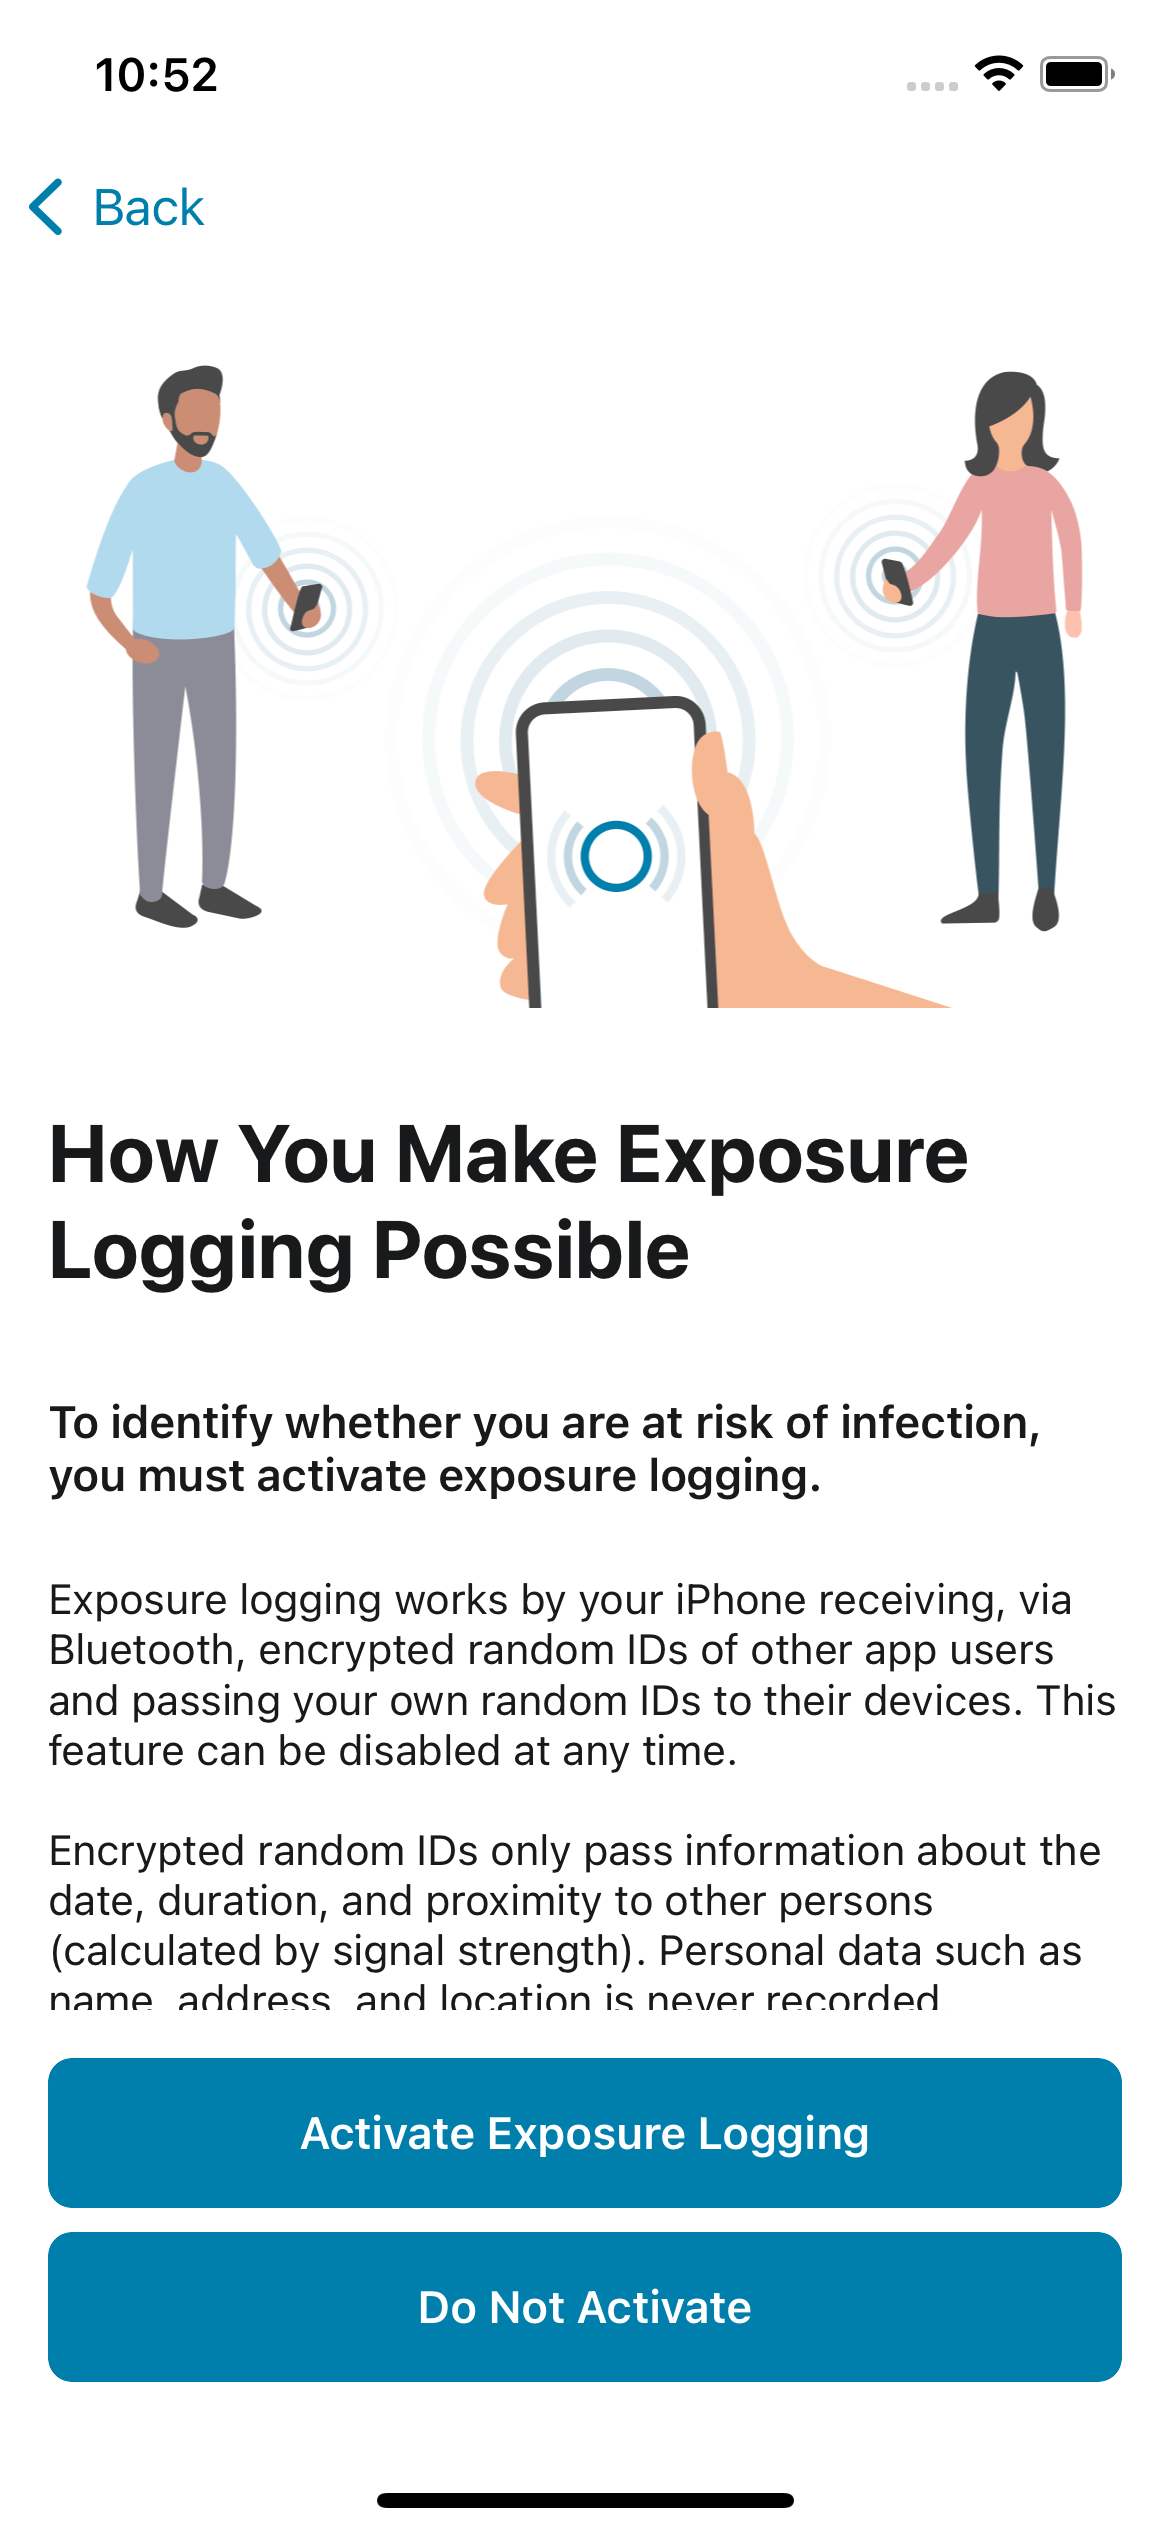 10:52
Back
How You Make Exposure
Logging Possible
To identify whether you are at risk of infection,
you must activate exposure logging.
Exposure logging works by your iPhone receiving, via
Bluetooth, encrypted random IDs of other app users
and passing your own random IDs to their devices. This
feature can be disabled at any time.
Encrypted random IDs only pass information about the
date, duration, and proximity to other persons
(calculated by signal strength). Personal data such as
name, address, and location is never recorded
Activate Exposure Logging
Do Not Activate